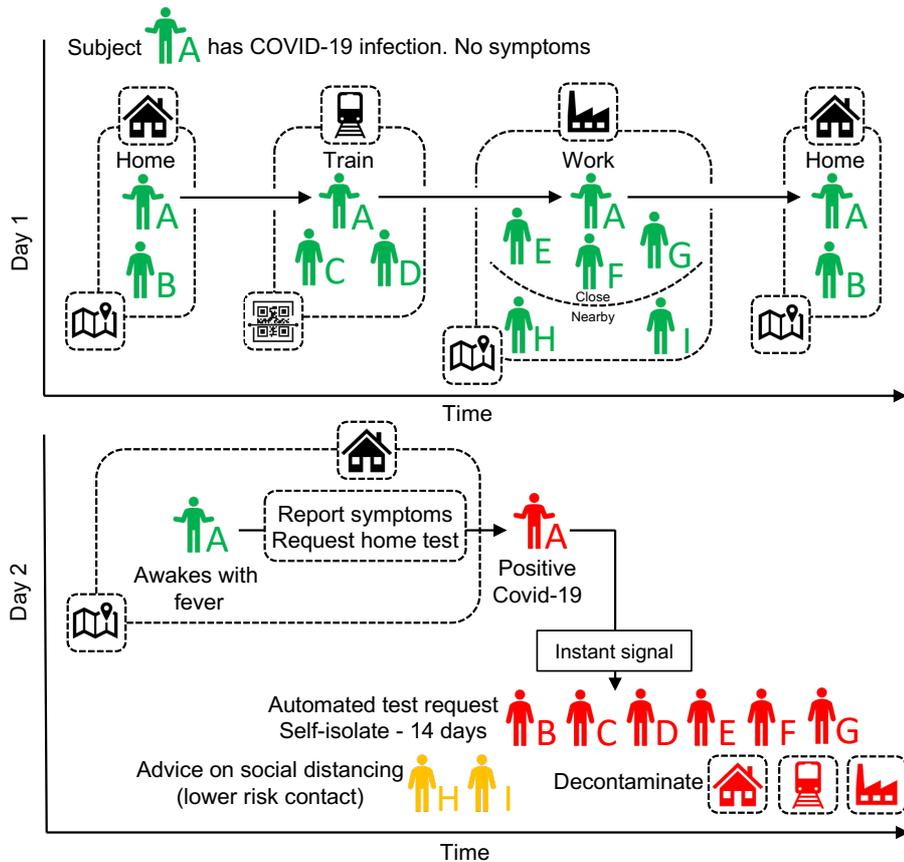 Subject A has COVID-19 infection. No symptoms
Day 1
Home
Train
Work
Home
A
A
A
A
B
C
D
E
F
G
B
Close
Nearby
H
I
Time
Day 2
A
Report symptoms
Request home test
A
Awakes with
fever
Positive
Covid-19
Instant signal
Automated test request
Self-isolate - 14 days
B C D E F G
Advice on social distancing
(lower risk contact)
H I
Decontaminate
Time